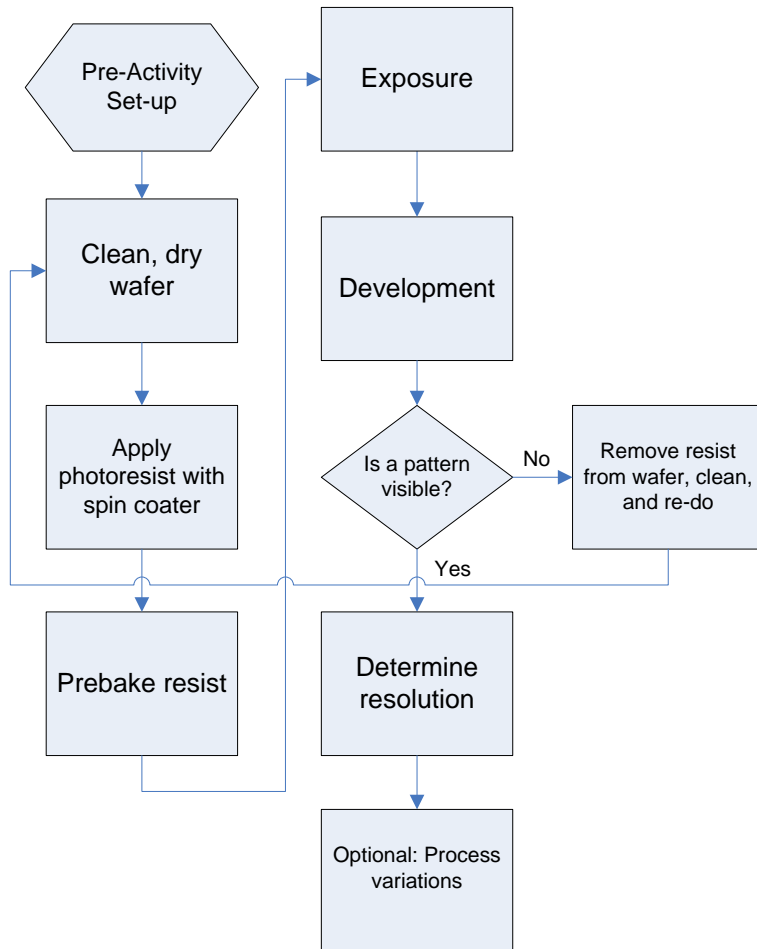 Pre-Activity
Set-up
Clean, dry
wafer
Apply
photoresist with
spin coater
Prebake resist
Exposure
Development
Is a pattern
visible?
No
Remove resist
from wafer, clean,
and re-do
Yes
Determine
resolution
Optional: Process
variations